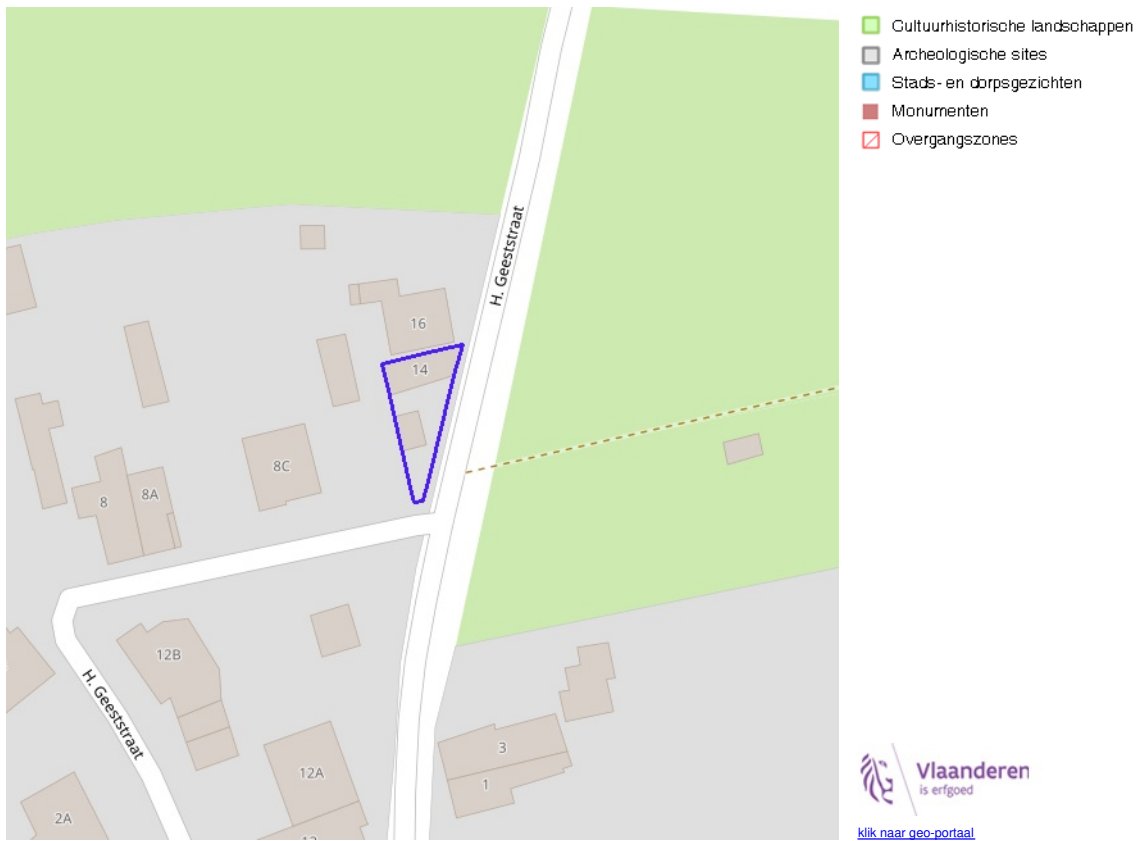 Cultuurhistorische landschappen
Archeologische sites
Stads- en dorpsgezichten
Monumenten
Overgangszones
H. Geeststraat
16
14
8C
8A
8
12B
H. Geeststraat
12A
3
1
2A
Vlaanderen
is erfgoed
klik naar geo-portaal